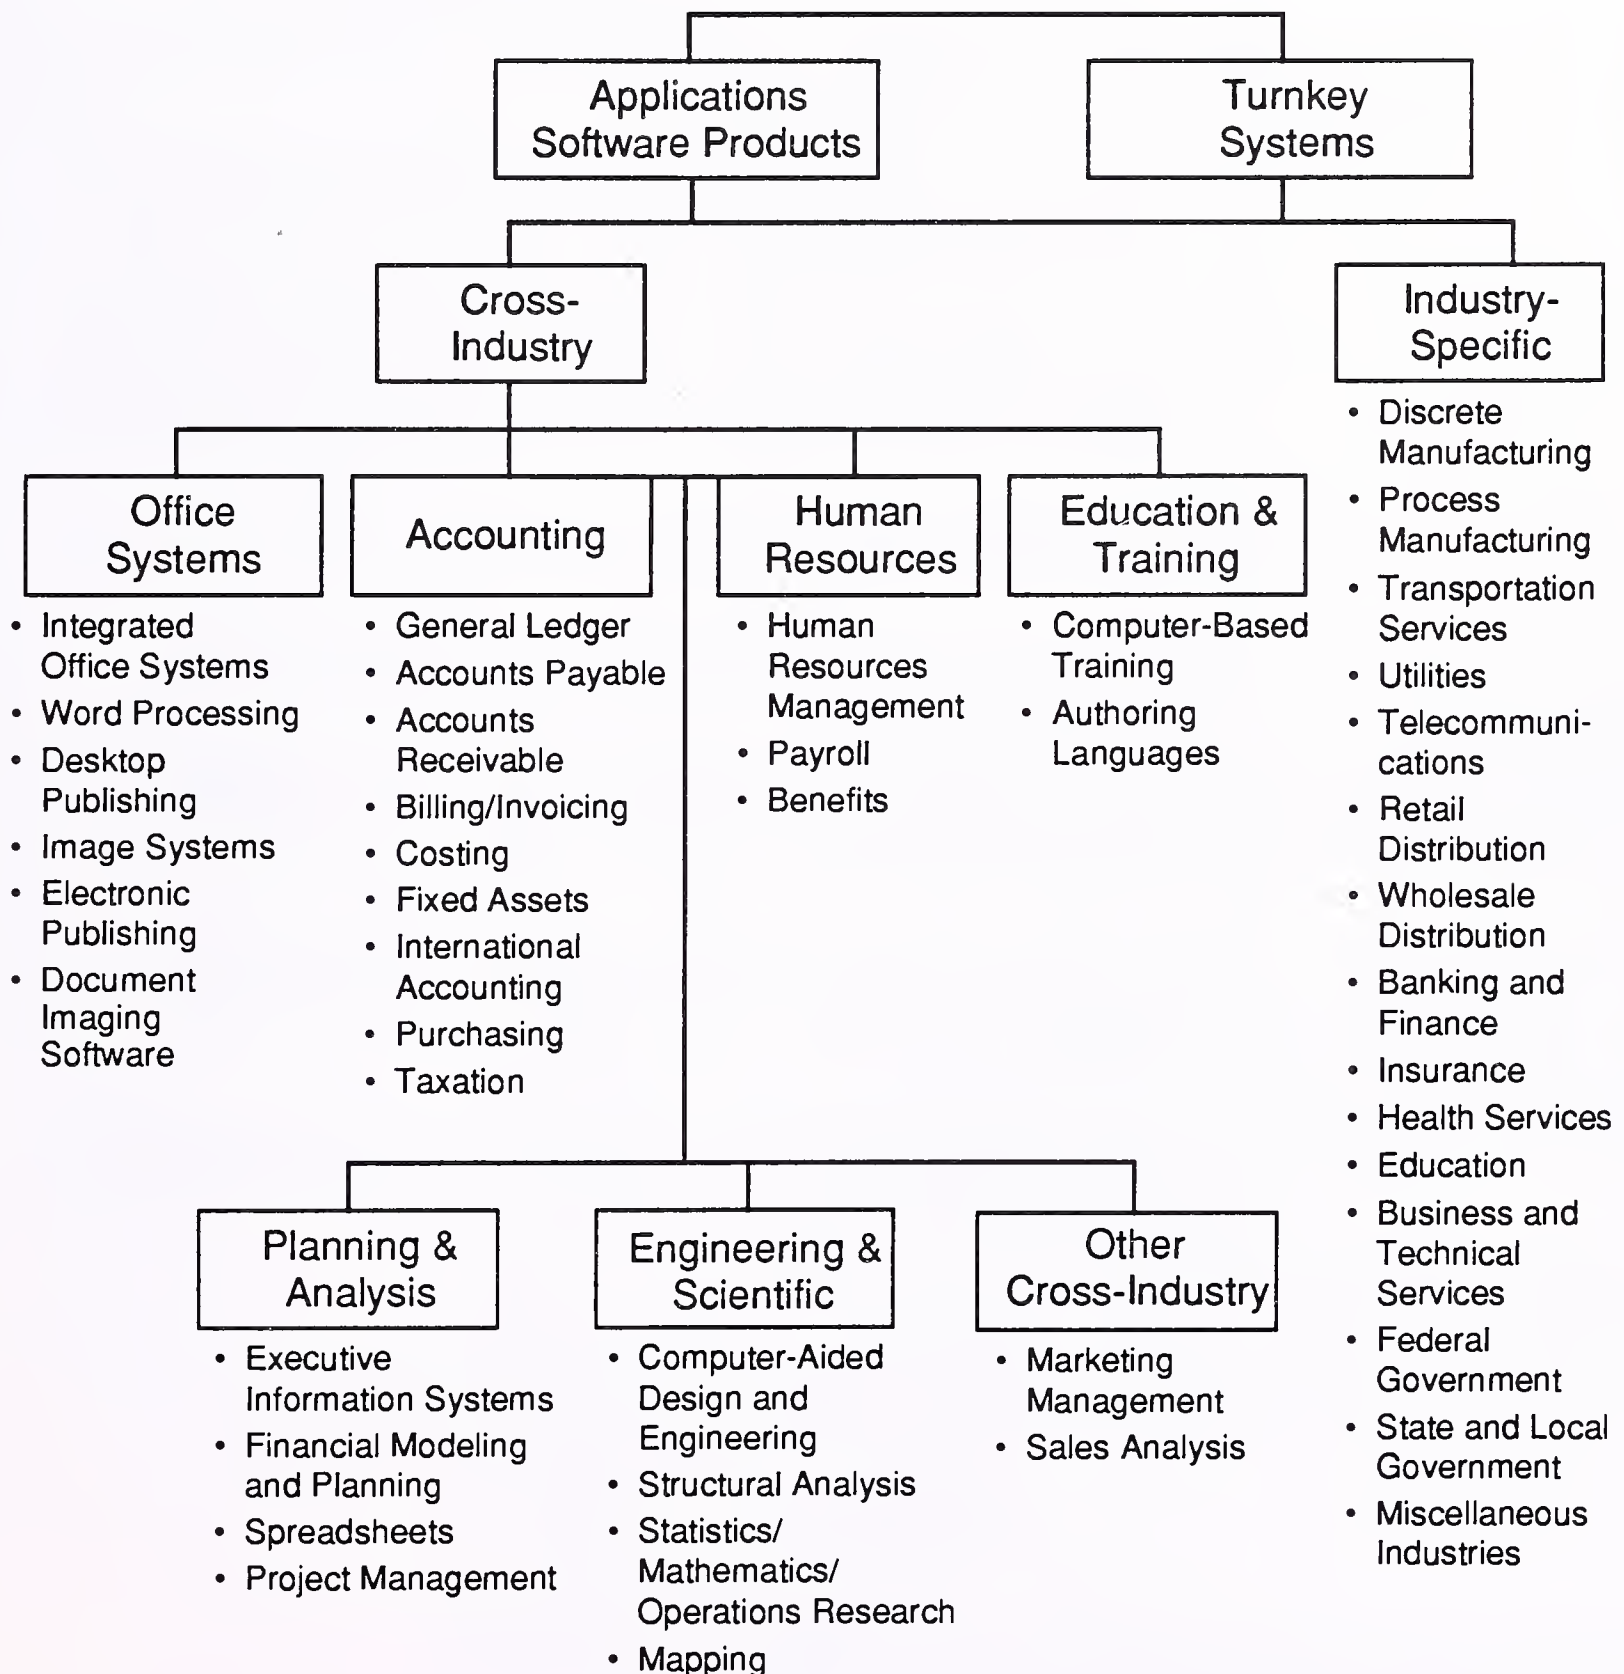 Applications
Software Products
Turnkey
Systems
Cross-
Industry
Industry-
Specific
• Discrete
Manufacturing
• Process
Manufacturing
• Transportation
Services
• Utilities
• Telecommuni-
cations
• Retail
Distribution
• Wholesale
Distribution
• Banking and
Finance
• Insurance
• Health Services
• Education
• Business and
Technical
Services
• Federal
Government
• State and Local
Government
• Miscellaneous
Industries
Office
Systems
• Integrated
Office Systems
• Word Processing
• Desktop
Publishing
• Image Systems
• Electronic
Publishing
• Document
Imaging
Software
Accounting
• General Ledger
• Accounts Payable
• Accounts
Receivable
• Billing/Invoicing
• Costing
• Fixed Assets
• International
Accounting
• Purchasing
• Taxation
Human
Resources
• Human
Resources
Management
• Payroll
• Benefits
Education &
Training
• Computer-Based
Training
• Authoring
Languages
Planning &
Analysis
• Executive
Information Systems
• Financial Modeling
and Planning
• Spreadsheets
• Project Management
Engineering &
Scientific
• Computer-Aided
Design and
Engineering
• Structural Analysis
• Statistics/
Mathematics/
Operations Research
• Mapping
Other
Cross-Industry
• Marketing
Management
• Sales Analysis